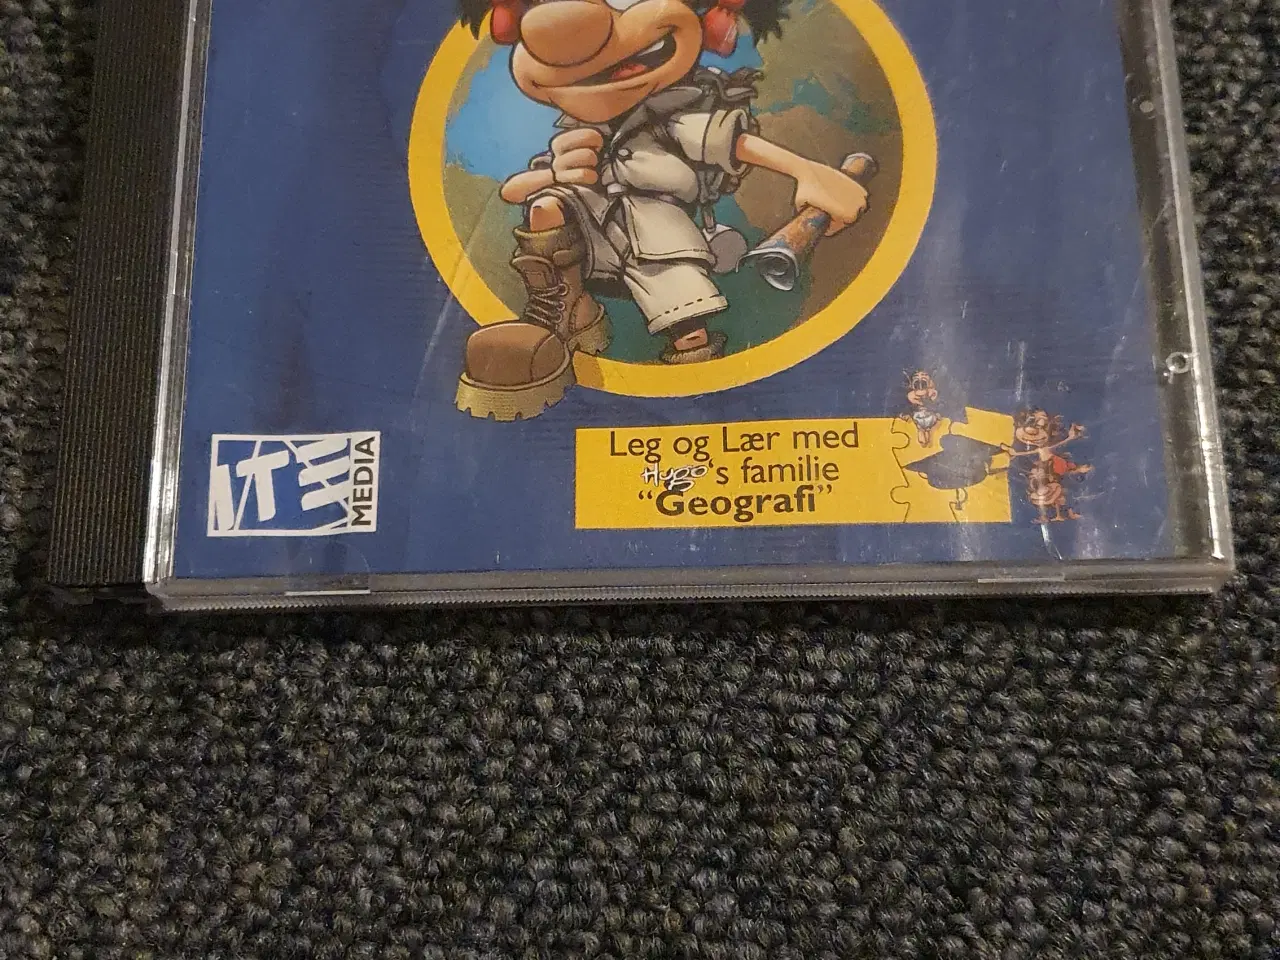 Leg og Lær med
Hugo's familie
“Geografi”
ITE
MEDIA